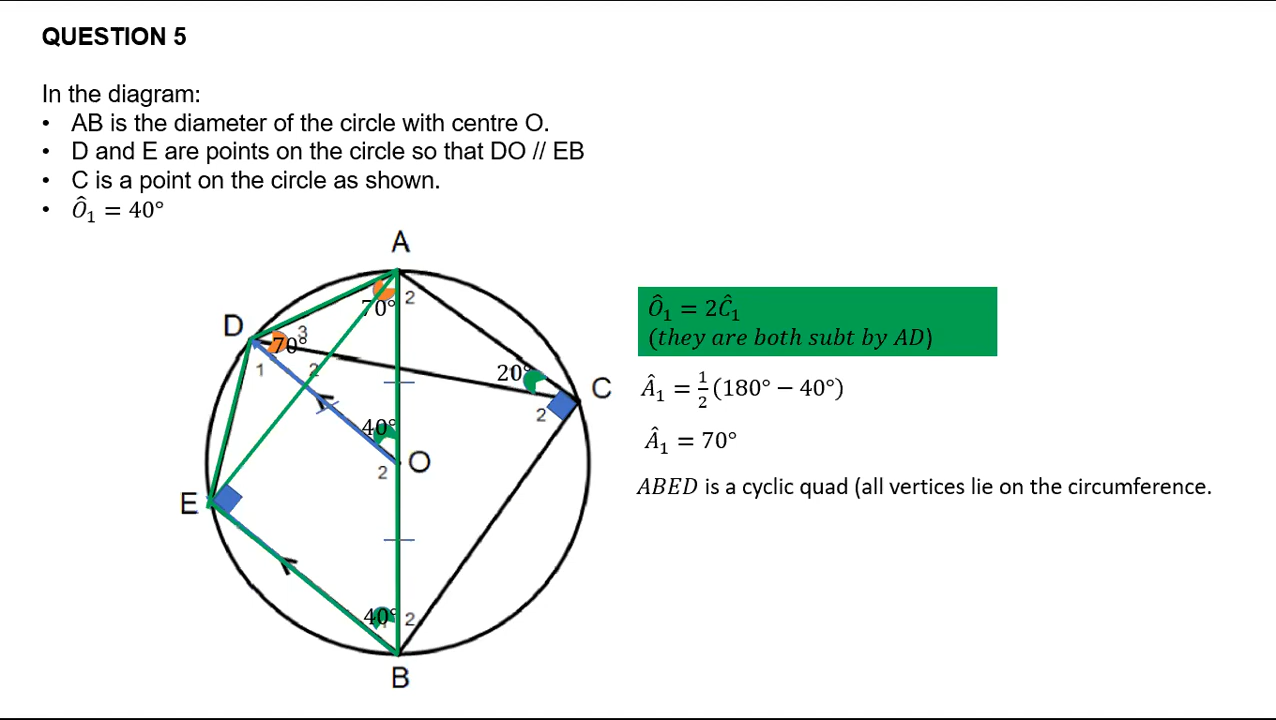 QUESTION 5
In the diagram:
• AB is the diameter of the circle with centre O.
• D and E are points on the circle so that DO // EB
• C is a point on the circle as shown.
• Ô₁ = 40°
A
2
70°
D
3
70°
1
2
20°
C
2
40°
O
2
E
40°
2
B
Ô₁ = 2Ĉ₁
(they are both subt by AD)
Â₁ = 1/2 (180° − 40°)
Â₁ = 70°
ABED is a cyclic quad (all vertices lie on the circumference.